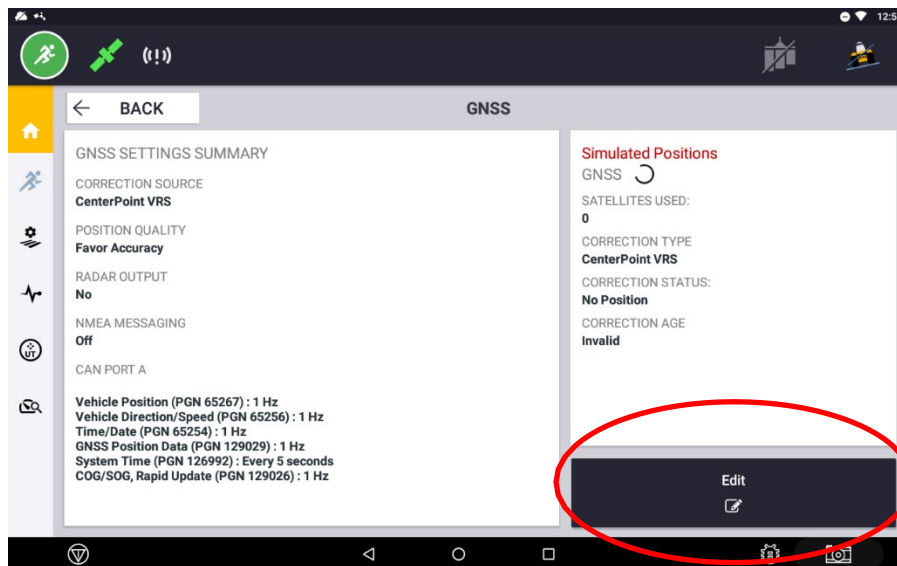 12:5
BACK
GNSS
GNSS SETTINGS SUMMARY
CORRECTION SOURCE
CenterPoint VRS
POSITION QUALITY
Favor Accuracy
RADAR OUTPUT
No
NMEA MESSAGING
Off
CAN PORT A
Vehicle Position (PGN 65267) : 1 Hz
Vehicle Direction/Speed (PGN 65256) : 1 Hz
Time/Date (PGN 65254) : 1 Hz
GNSS Position Data (PGN 129029) : 1 Hz
System Time (PGN 126992) : Every 5 seconds
COG/SOG, Rapid Update (PGN 129026) : 1 Hz
Simulated Positions
GNSS
SATELLITES USED:
0
CORRECTION TYPE
CenterPoint VRS
CORRECTION STATUS:
No Position
CORRECTION AGE
Invalid
Edit
UT